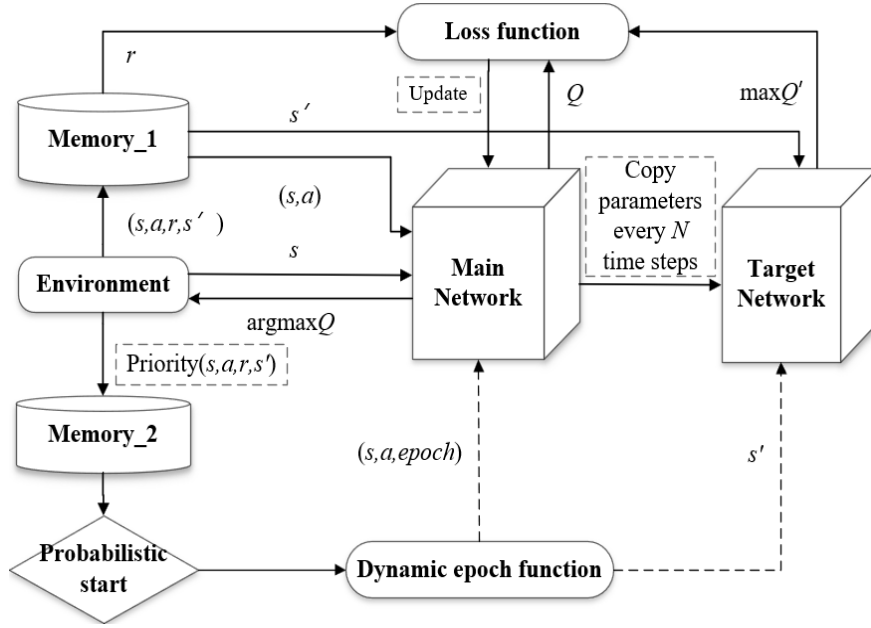 Loss function
r
Update
Q
maxQ′
Memory_1
s′
(s,a)
Copy
parameters
every N
time steps
(s,a,r,s′ )
s
Environment
Main
Network
Target
Network
argmaxQ
Priority(s,a,r,s′)
Memory_2
(s,a,epoch)
s′
Probabilistic
start
Dynamic epoch function